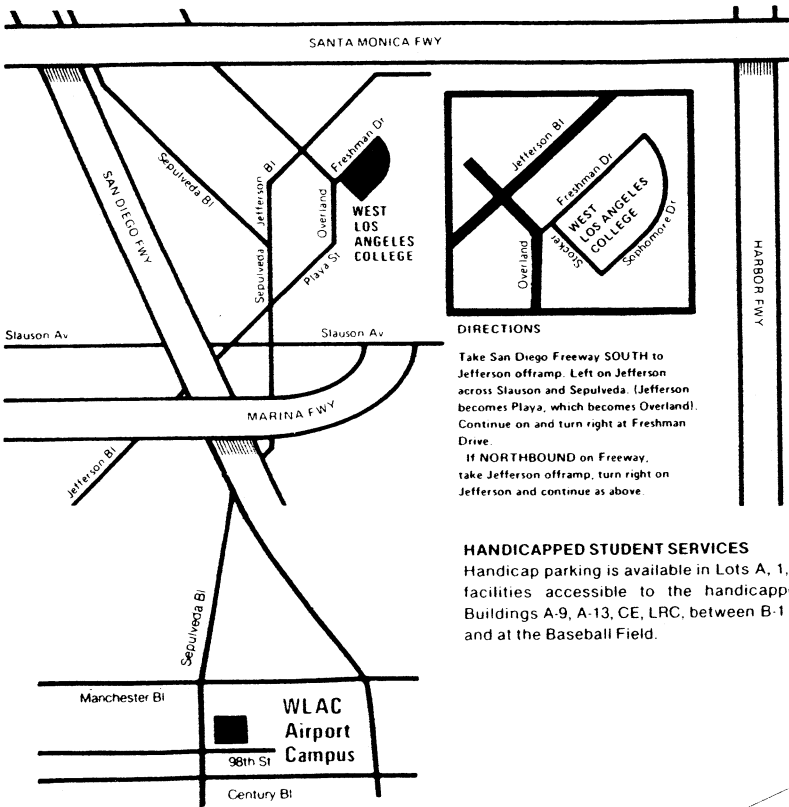 SANTA MONICA FWY
Sepulveda Bl
SAN DIEGO FWY
Jefferson Bl
Sepulveda
Overland
Freshman Dr
Playa St
WEST
LOS
ANGELES
COLLEGE
Jefferson Bl
Freshman Dr
WEST
LOS ANGELES
COLLEGE
Stocker
Sophomore Dr
Overland
HARBOR FWY
Slauson Av
Slauson Av
MARINA FWY
Jefferson Bl
DIRECTIONS
Take San Diego Freeway SOUTH to
Jefferson offramp. Left on Jefferson
across Slauson and Sepulveda. (Jefferson
becomes Playa, which becomes Overland).
Continue on and turn right at Freshman
Drive.
If NORTHBOUND on Freeway,
take Jefferson offramp, turn right on
Jefferson and continue as above.
HANDICAPPED STUDENT SERVICES
Handicap parking is available in Lots A, 1,
facilities accessible to the handicapp
Buildings A-9, A-13, CE, LRC, between B-1
and at the Baseball Field.
Sepulveda Bl
Manchester Bl
WLAC
Airport
Campus
98th St
Century Bl